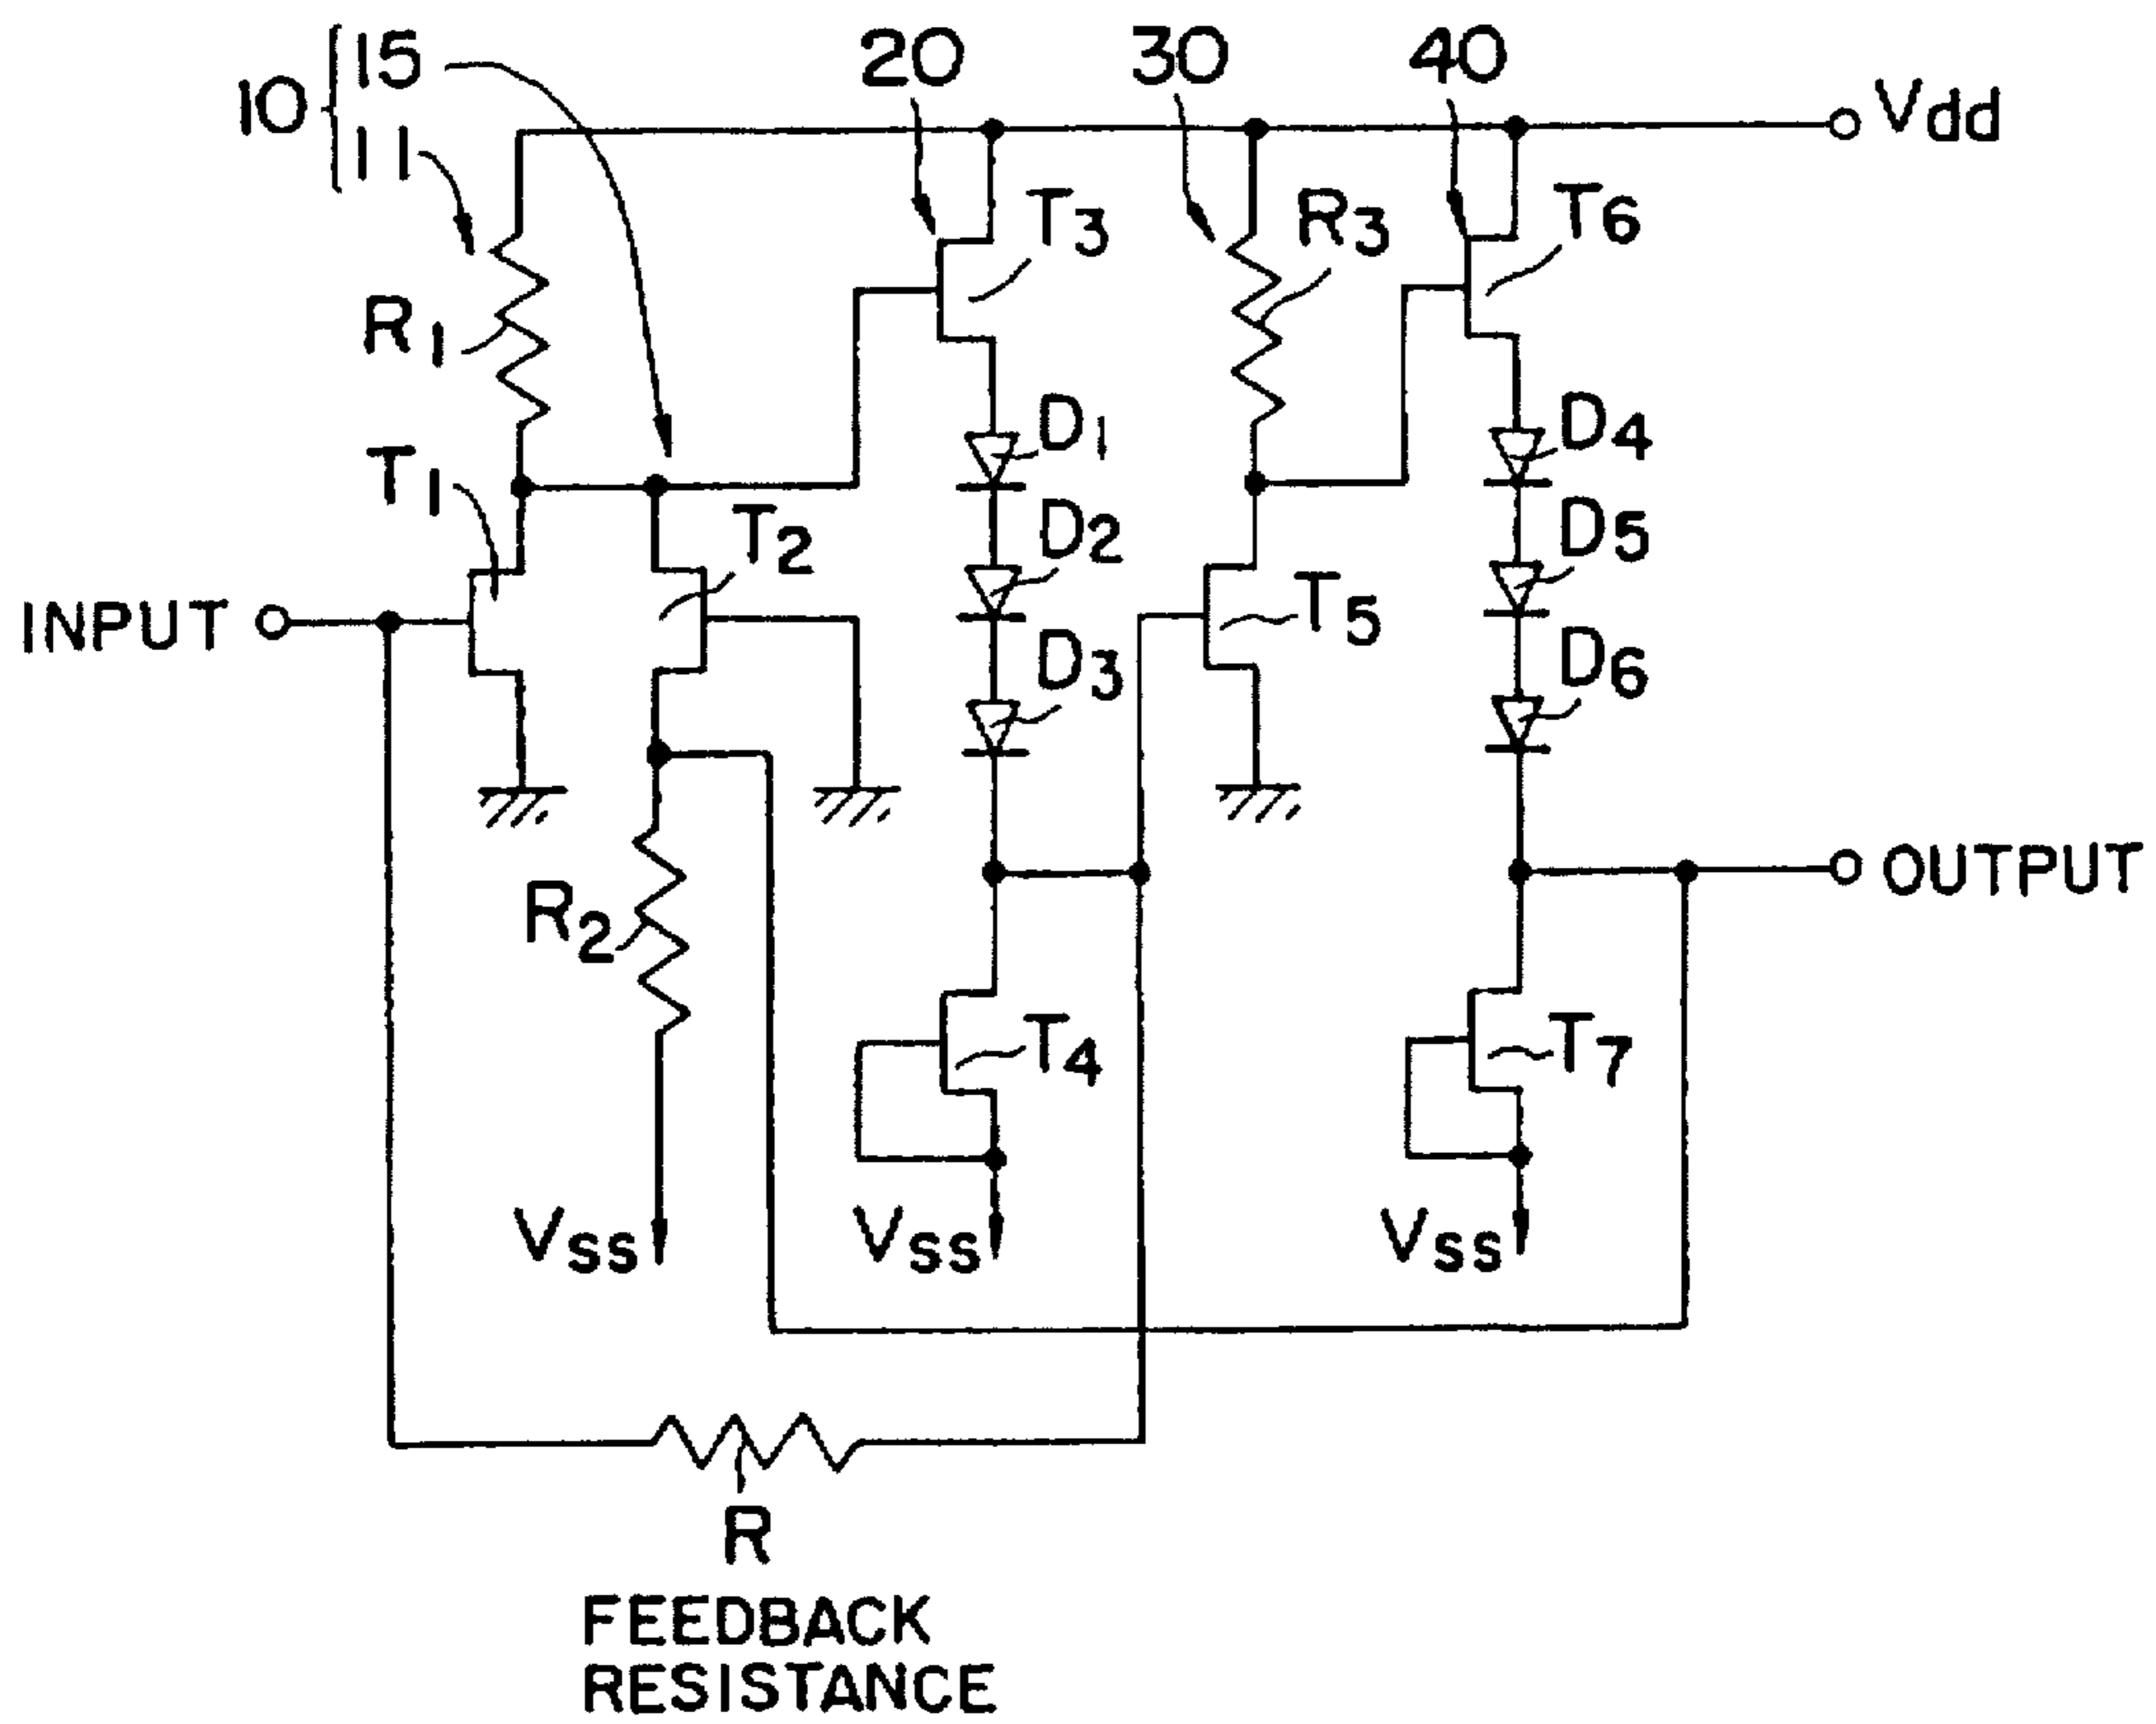 10 { 15
11
20
30
40
Vdd
R1
T3
R3
T6
T1
T2
D1
D4
D2
D5
INPUT
T5
D3
D6
R2
OUTPUT
T4
T7
Vss
Vss
Vss
R
FEEDBACK
RESISTANCE